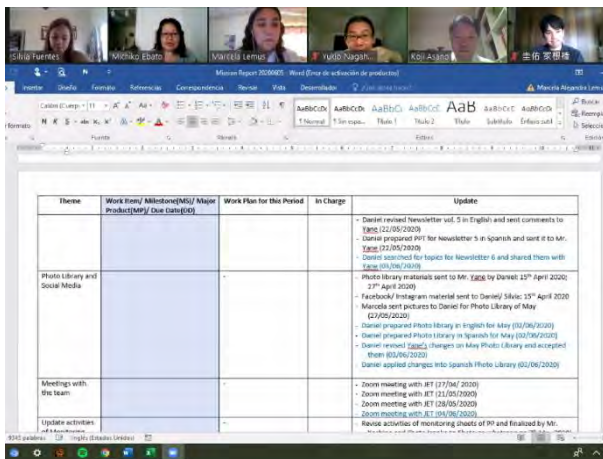 Silvia Fuentes
Michiko Ebato
Marcela Lemus
Yukio Nagah...
Koji Asano
圭佑
Word (Error de activación de productos)
Insertar Diseño Formato Referencias Correspondencia Revisar Vista Desarrollador
Marcela Alejandra Lemu
Calibri (Cuerpo) 11
Buscar
AaBbCcDc AaBbCcDc AaBbCc AaBbCcC AaB AaBbCcC AaBbCcDc
1 Normal 1 Sin espa... Título 1 Título 2 Título Subtítulo Énfasis sutil
Theme
Work Item/ Milestone(MS)/ Major
Product(MP)/ Due Date(DD)
Work Plan for this Period
In Charge
Update
- Daniel revised Newsletter vol. 5 in English and sent comments to
Yane (22/05/2020)
- Daniel prepared PPT for Newsletter 5 in Spanish and sent it to Mr.
Yane (22/05/2020)
- Daniel searched for topics for Newsletter 6 and shared them with
Yane (03/06/2020)
Photo Library and
Social Media
-
- Photo library materials sent to Mr. Yane by Daniel: 15th April 2020;
27th April 2020
- Facebook/ Instagram material sent to Daniel/ Silvia: 15th April 2020
- Marcela sent pictures to Daniel for Photo Library of May
(27/05/2020)
- Daniel prepared Photo library in English for May (02/06/2020)
- Daniel prepared Photo Library in Spanish for May (02/06/2020)
- Daniel revised Yane's changes on May Photo Library and accepted
them (03/06/2020)
- Daniel applied changes into Spanish Photo Library (02/06/2020)
Meetings with
the team
-
- Zoom meeting with JET (27/04/ 2020)
- Zoom meeting with JET (21/05/2020)
- Zoom meeting with JET (28/05/2020)
- Zoom meeting with JET (04/06/2020)
Update activities
- Revise activities of monitoring sheets of PP and finalized by Mr.
palabras Inglés (Estados Unidos)